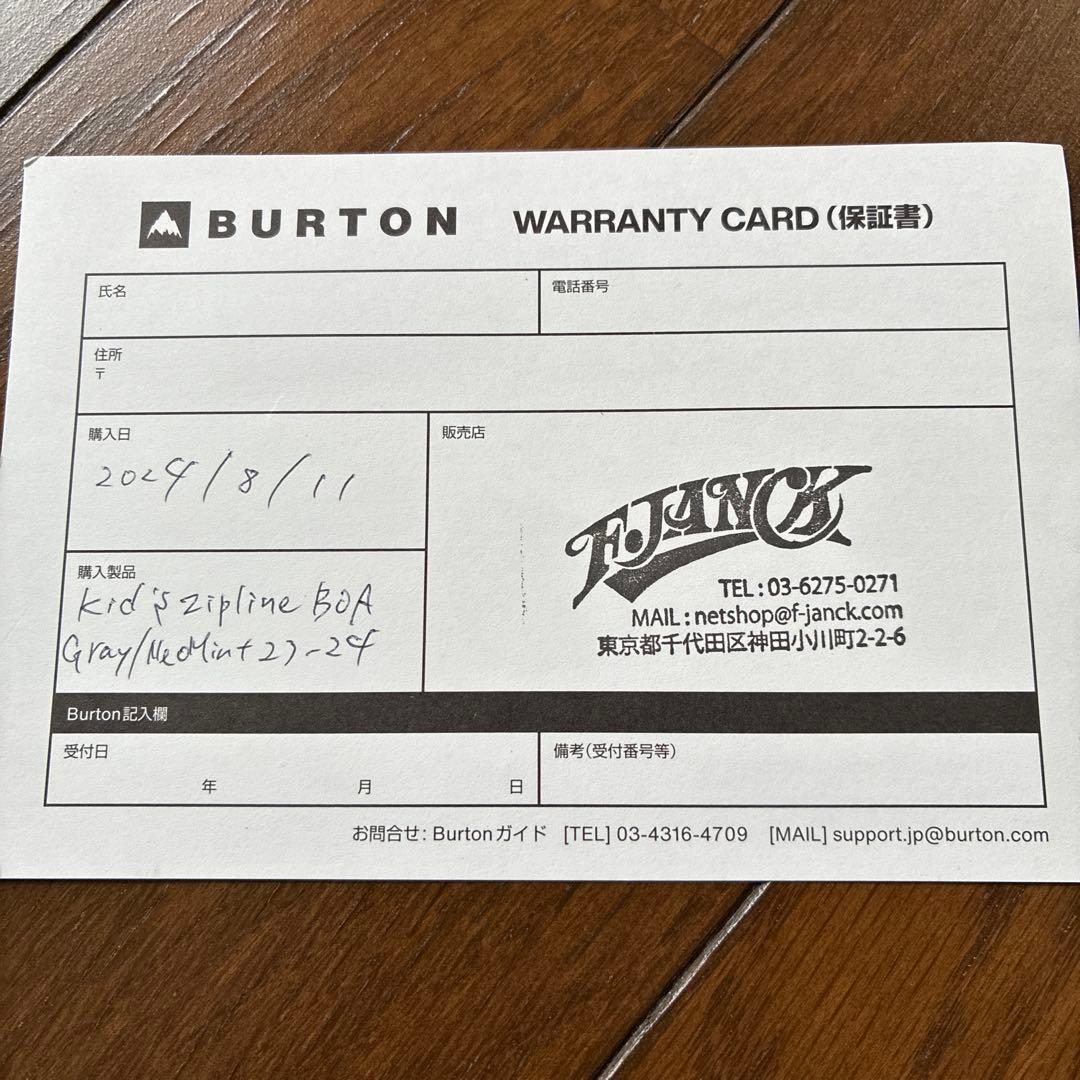 BURTON WARRANTY CARD(保証書)
氏名
電話番号
住所
〒
購入日
2024/8/11
販売店
F.JANCK
TEL:03-6275-0271
MAIL:netshop@f-janck.com
東京都千代田区神田小川町2-2-6
購入製品
Kid's Zipline BOA
Gray/NeoMint 23-24
Burton記入欄
受付日
年 月 日
備考(受付番号等)
お問合せ: Burtonガイド [TEL] 03-4316-4709 [MAIL] support.jp@burton.com